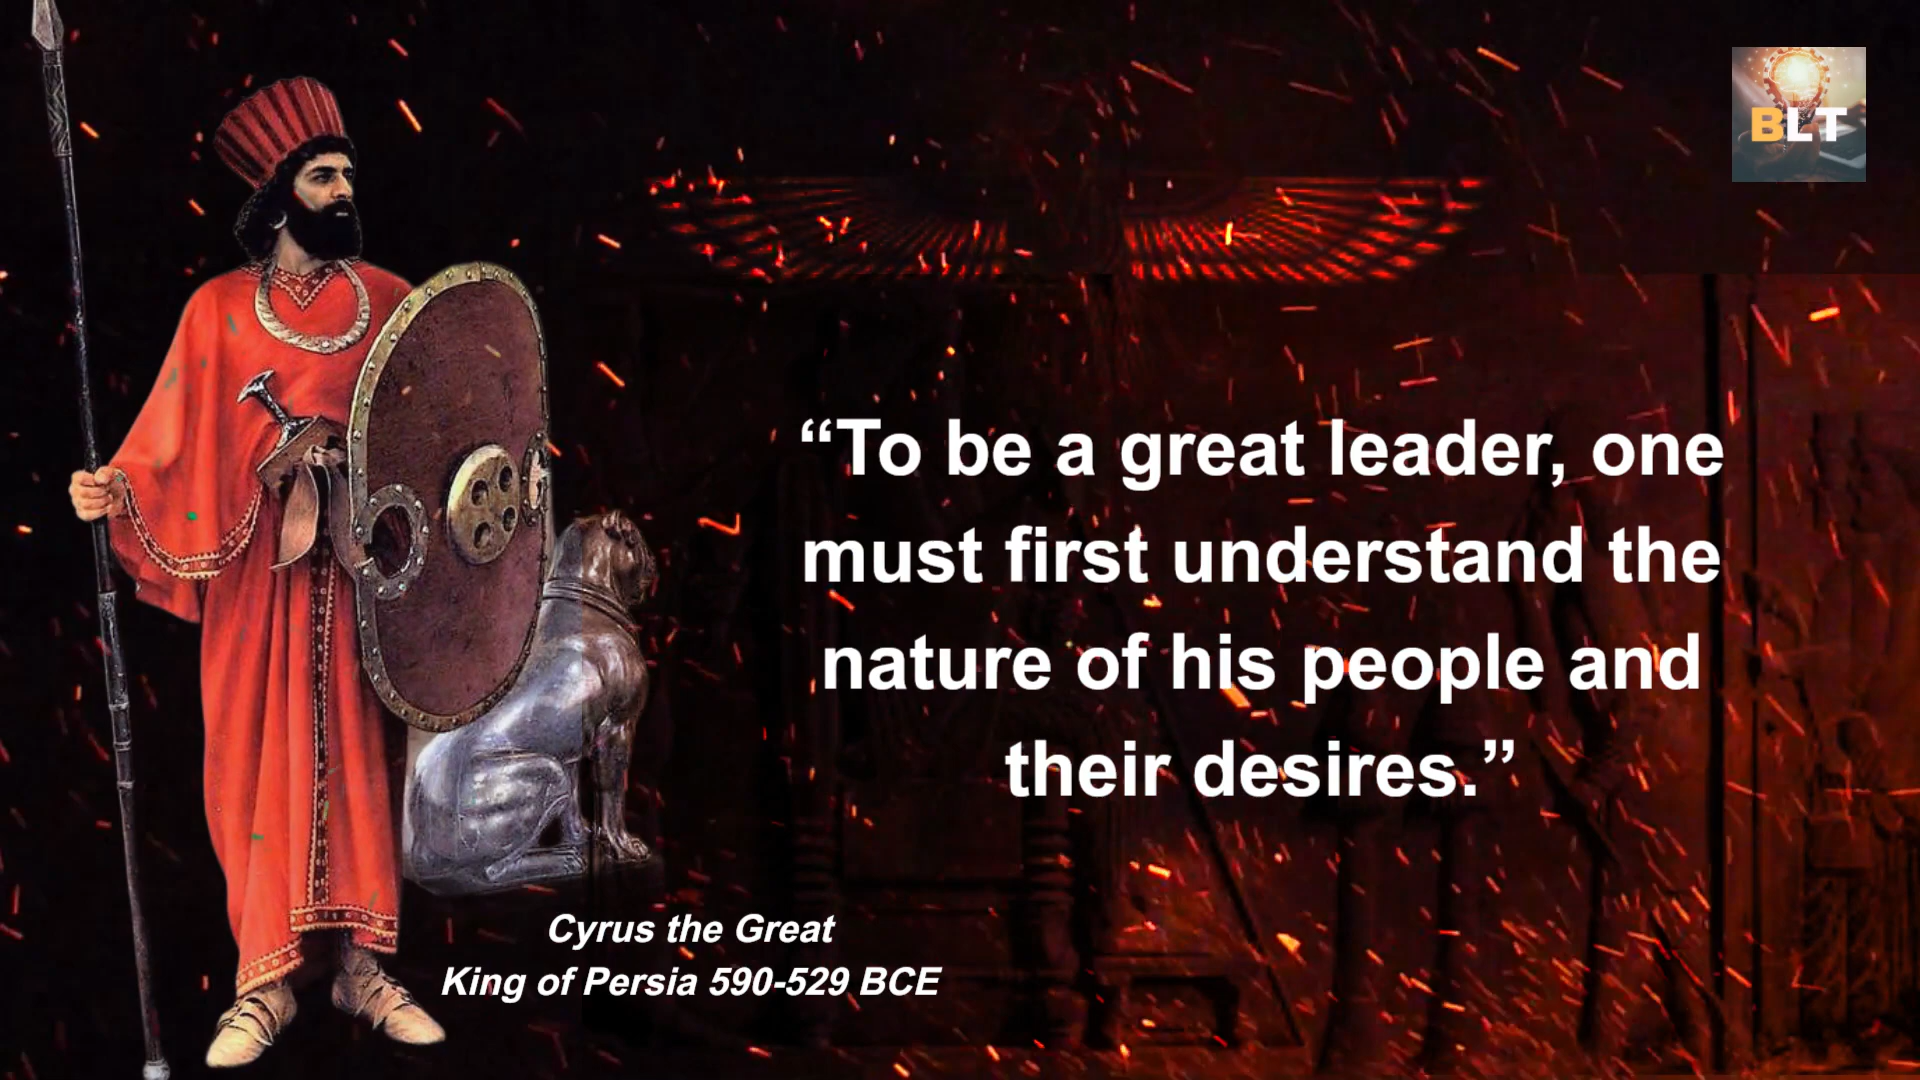 BLT
“To be a great leader, one
must first understand the
nature of his people and
their desires.”
Cyrus the Great
King of Persia 590-529 BCE